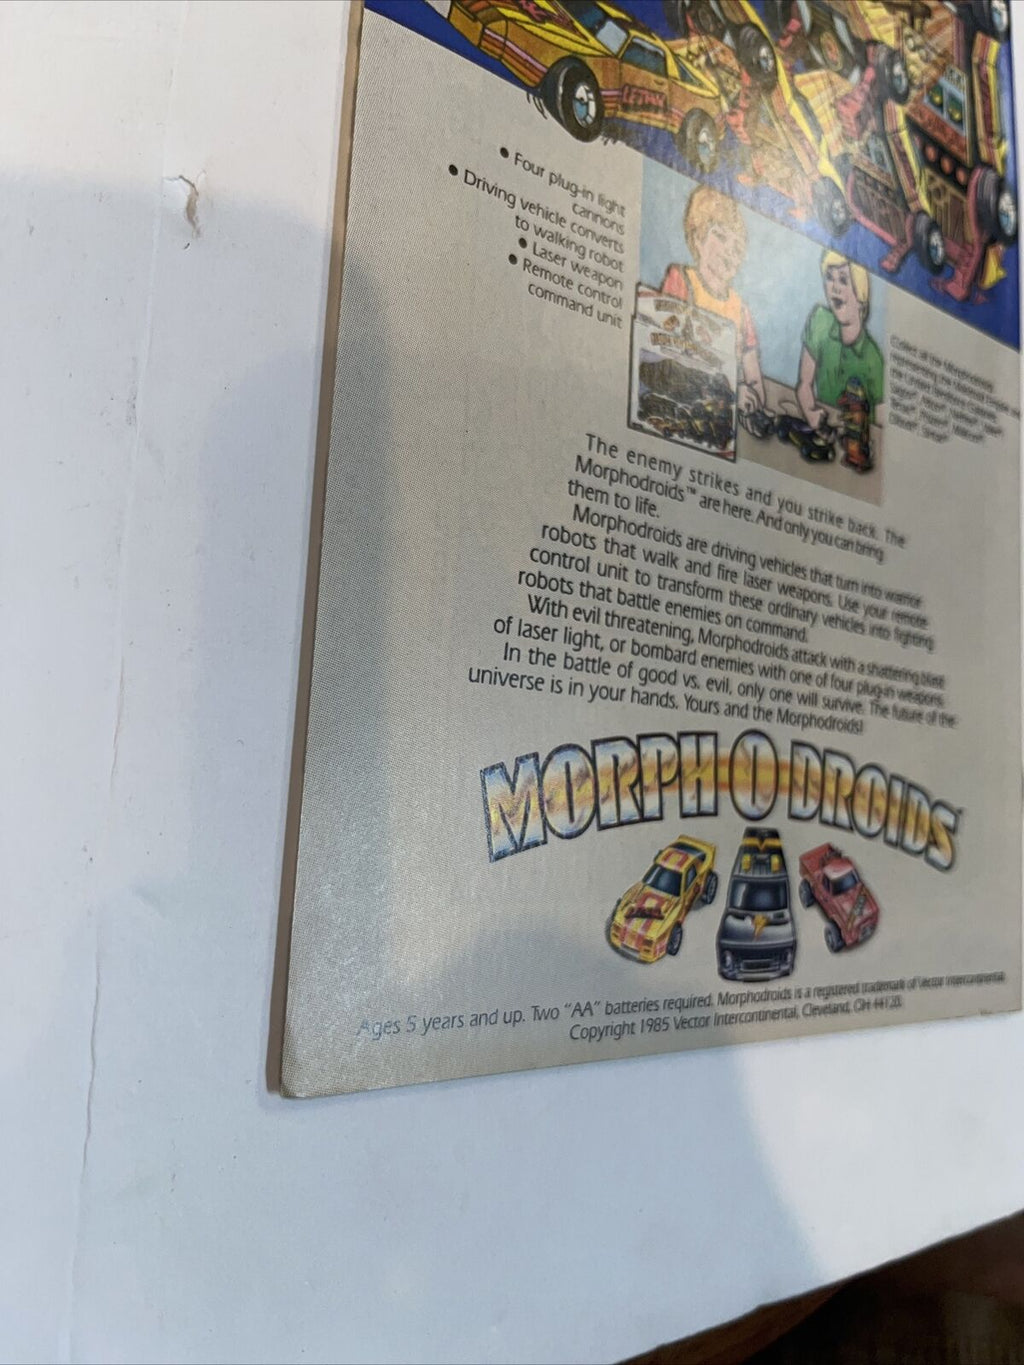 LETHAL
• Four plug-in light
cannons
• Driving vehicle converts
to walking robot
• Laser weapon
• Remote control
command unit
Collect all the Morphodroids
The enemy strikes and you strike back. The
Morphodroids™ are here. And only you can bring
them to life.
Morphodroids are driving vehicles that turn into warrior
robots that walk and fire laser weapons. Use your remote
control unit to transform these ordinary vehicles into fighting
robots that battle enemies on command.
With evil threatening, Morphodroids attack with a shattering blast
of laser light, or bombard enemies with one of four plug-in weapons.
In the battle of good vs. evil, only one will survive. The future of the
universe is in your hands. Yours and the Morphodroids!
MORPH O DROIDS
Ages 5 years and up. Two “AA” batteries required. Morphodroids is a registered trademark of Vector Intercontinental.
Copyright 1985 Vector Intercontinental, Cleveland, OH 44120.